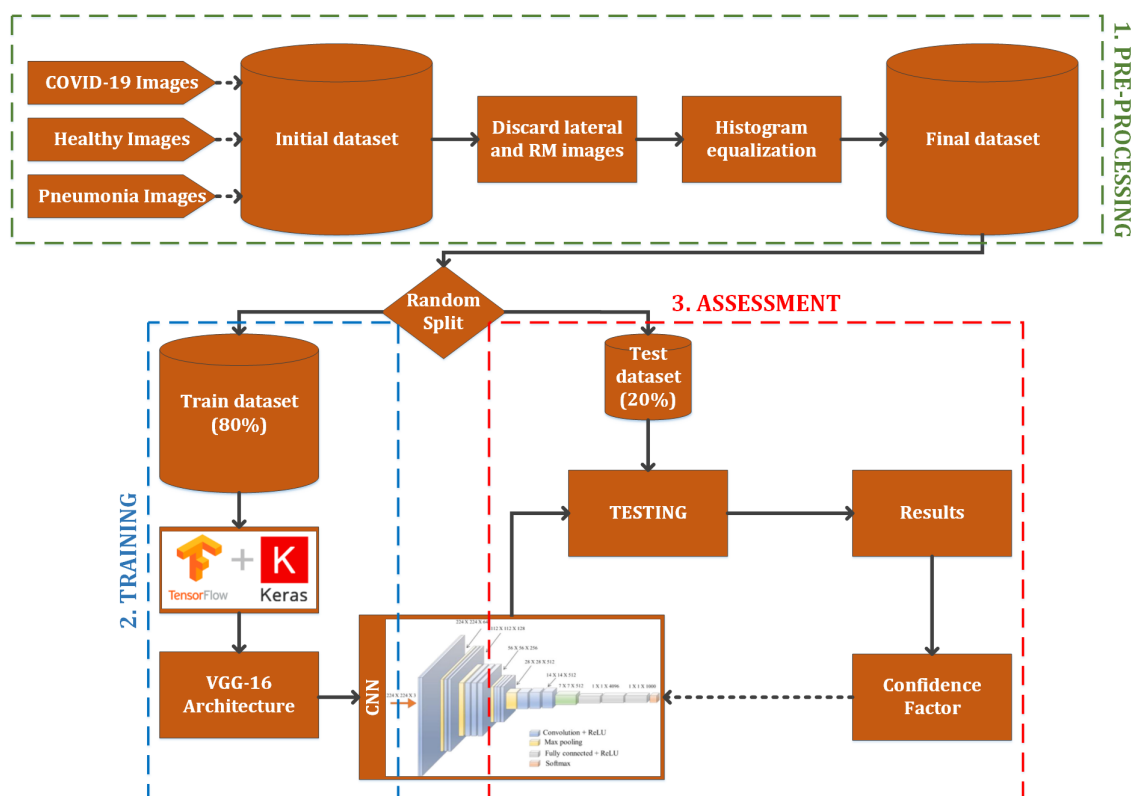 1. PRE-PROCESSING
COVID-19 Images
Healthy Images
Pneumonia Images
Initial dataset
Discard lateral
and RM images
Histogram
equalization
Final dataset
Random
Split
2. TRAINING
Train dataset
(80%)
TensorFlow
+
K
Keras
VGG-16
Architecture
CNN
224 X 224 X 3
224 X 224 X 64
112 X 112 X 128
56 X 56 X 256
28 X 28 X 512
14 X 14 X 512
7 X 7 X 512
1 X 1 X 4096
1 X 1 X 1000
Convolution + ReLU
Max pooling
Fully connected + ReLU
Softmax
3. ASSESSMENT
Test
dataset
(20%)
TESTING
Results
Confidence
Factor